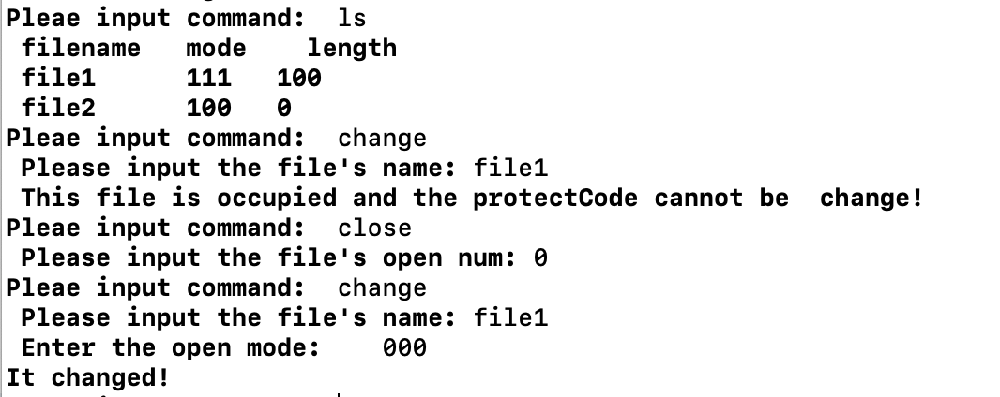 Pleae input command:  ls
 filename   mode    length
 file1      111   100
 file2      100   0
Pleae input command:  change
 Please input the file's name: file1
 This file is occupied and the protectCode cannot be  change!
Pleae input command:  close
 Please input the file's open num: 0
Pleae input command:  change
 Please input the file's name: file1
 Enter the open mode:    000
It changed!